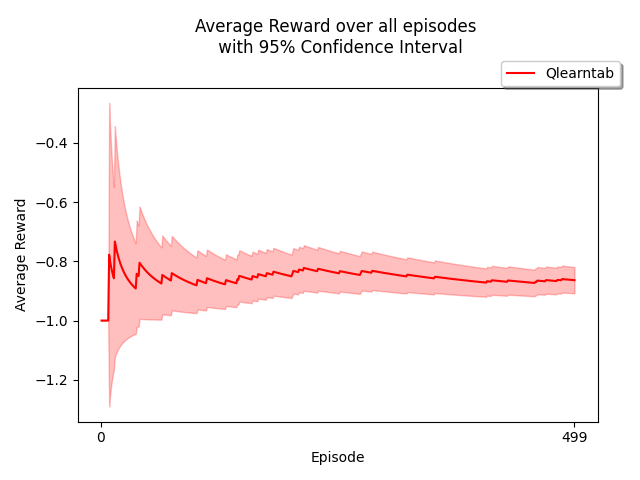 Average Reward over all episodes
with 95% Confidence Interval
Qlearntab
−0.4
−0.6
−0.8
−1.0
−1.2
Average Reward
0
499
Episode